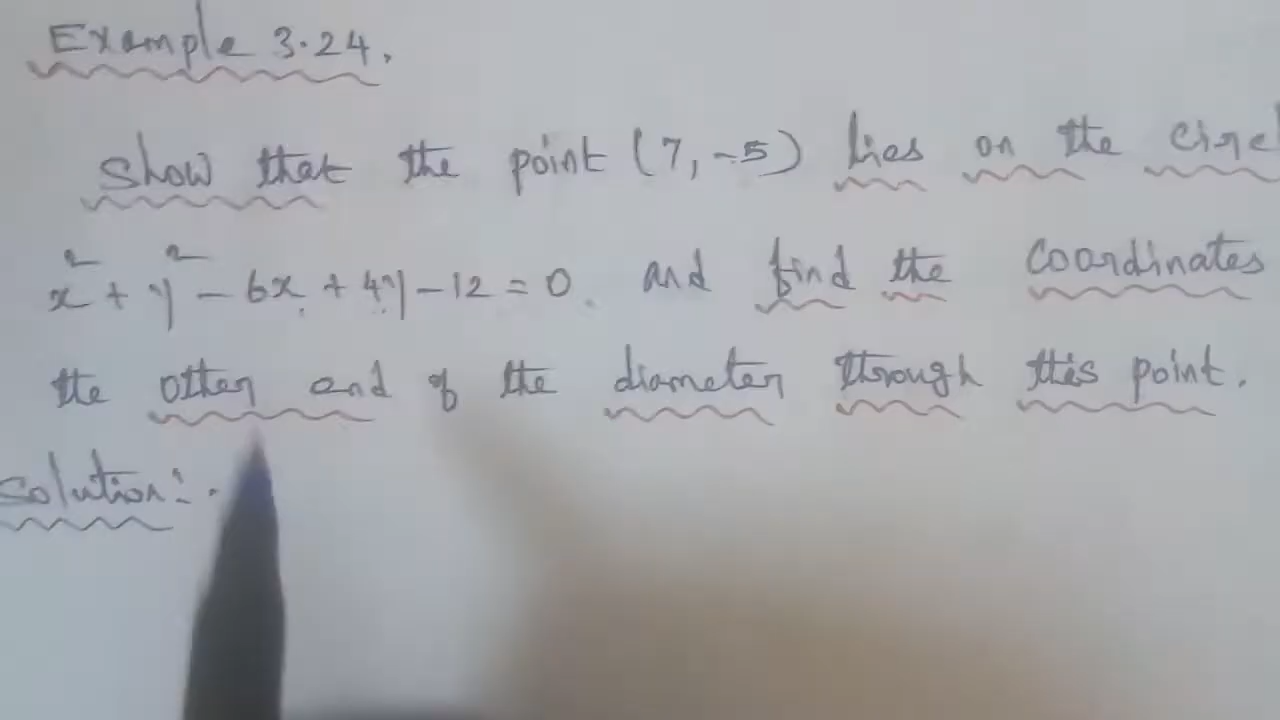 Example 3.24.
Show that the point (7, -5) lies on the circl
x² + y² - 6x + 4y - 12 = 0. and find the coordinates
the other end of the diameter through this point.
Solution:-